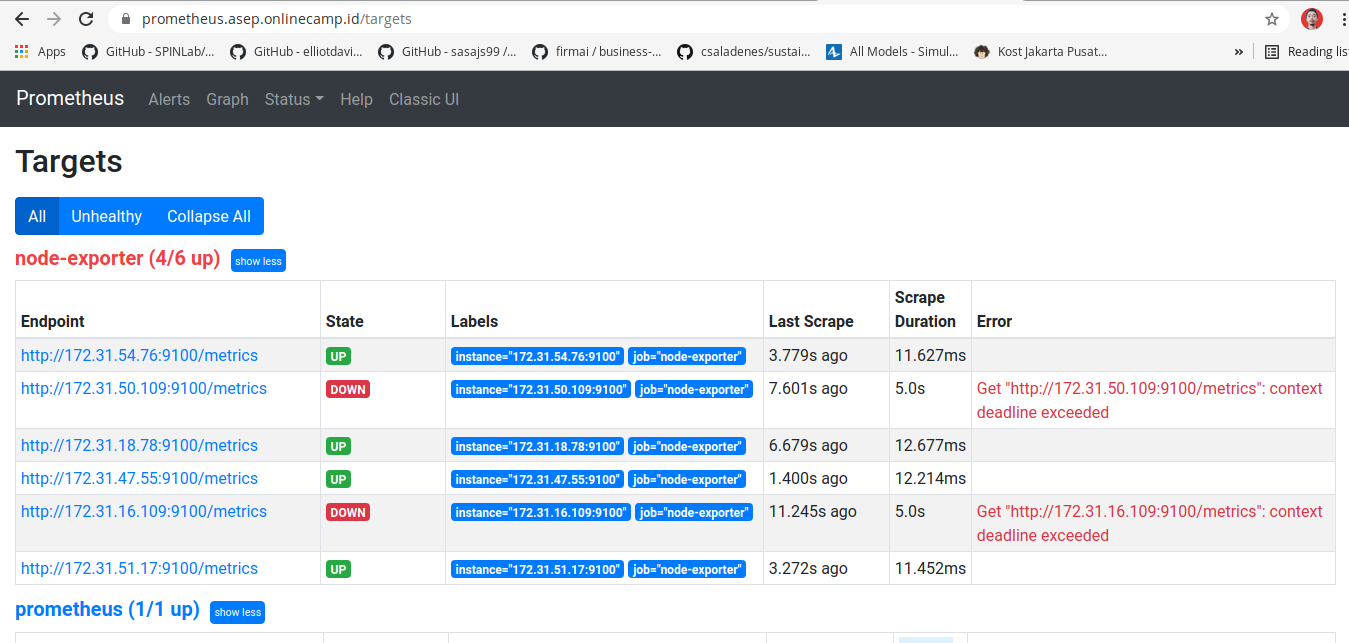 prometheus.asep.onlinecamp.id/targets
Apps GitHub - SPINLab/... GitHub - elliotdavi... GitHub - sasajs99 /... firmai / business-... csaladenes/sustai... All Models - Simul... Kost Jakarta Pusat... » Reading list
Prometheus Alerts Graph Status Help Classic UI
Targets
All Unhealthy Collapse All
node-exporter (4/6 up) show less
Scrape
Endpoint State Labels Last Scrape Duration Error
http://172.31.54.76:9100/metrics UP instance="172.31.54.76:9100" job="node-exporter" 3.779s ago 11.627ms
http://172.31.50.109:9100/metrics DOWN instance="172.31.50.109:9100" job="node-exporter" 7.601s ago 5.0s Get "http://172.31.50.109:9100/metrics": context
deadline exceeded
http://172.31.18.78:9100/metrics UP instance="172.31.18.78:9100" job="node-exporter" 6.679s ago 12.677ms
http://172.31.47.55:9100/metrics UP instance="172.31.47.55:9100" job="node-exporter" 1.400s ago 12.214ms
http://172.31.16.109:9100/metrics DOWN instance="172.31.16.109:9100" job="node-exporter" 11.245s ago 5.0s Get "http://172.31.16.109:9100/metrics": context
deadline exceeded
http://172.31.51.17:9100/metrics UP instance="172.31.51.17:9100" job="node-exporter" 3.272s ago 11.452ms
prometheus (1/1 up) show less